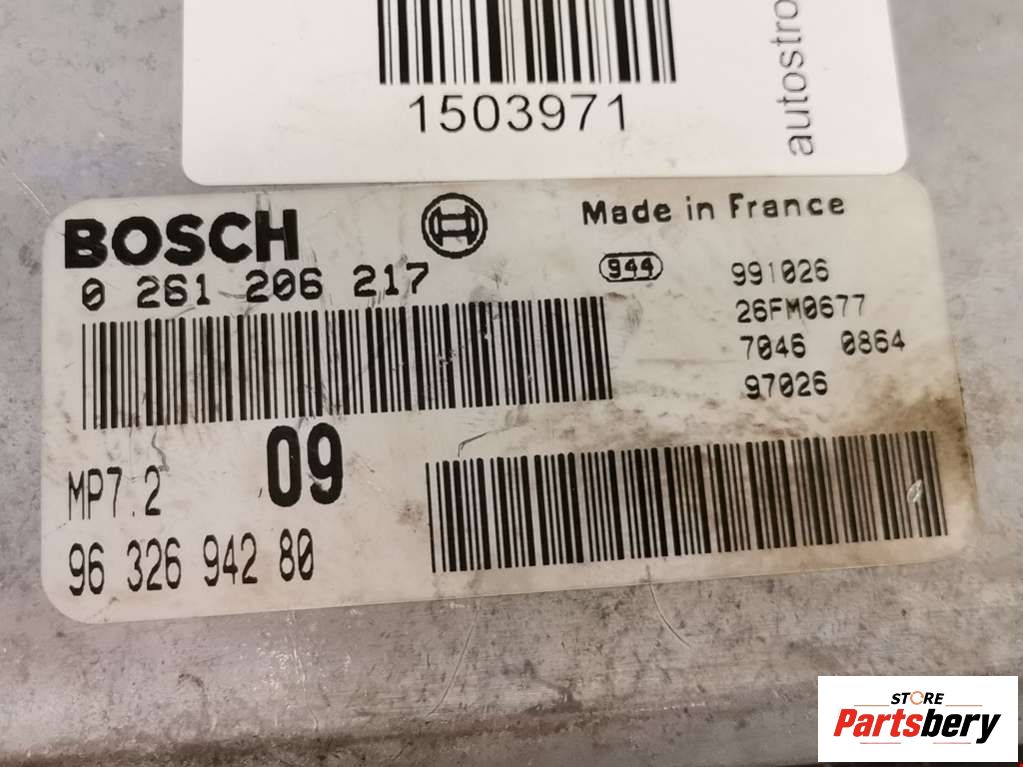 1503971
autostro
BOSCH
Made in France
0 261 206 217
944
991026
26FM0677
7046 0864
97026
MP7.2
09
96 326 942 80
STORE
Partsbery